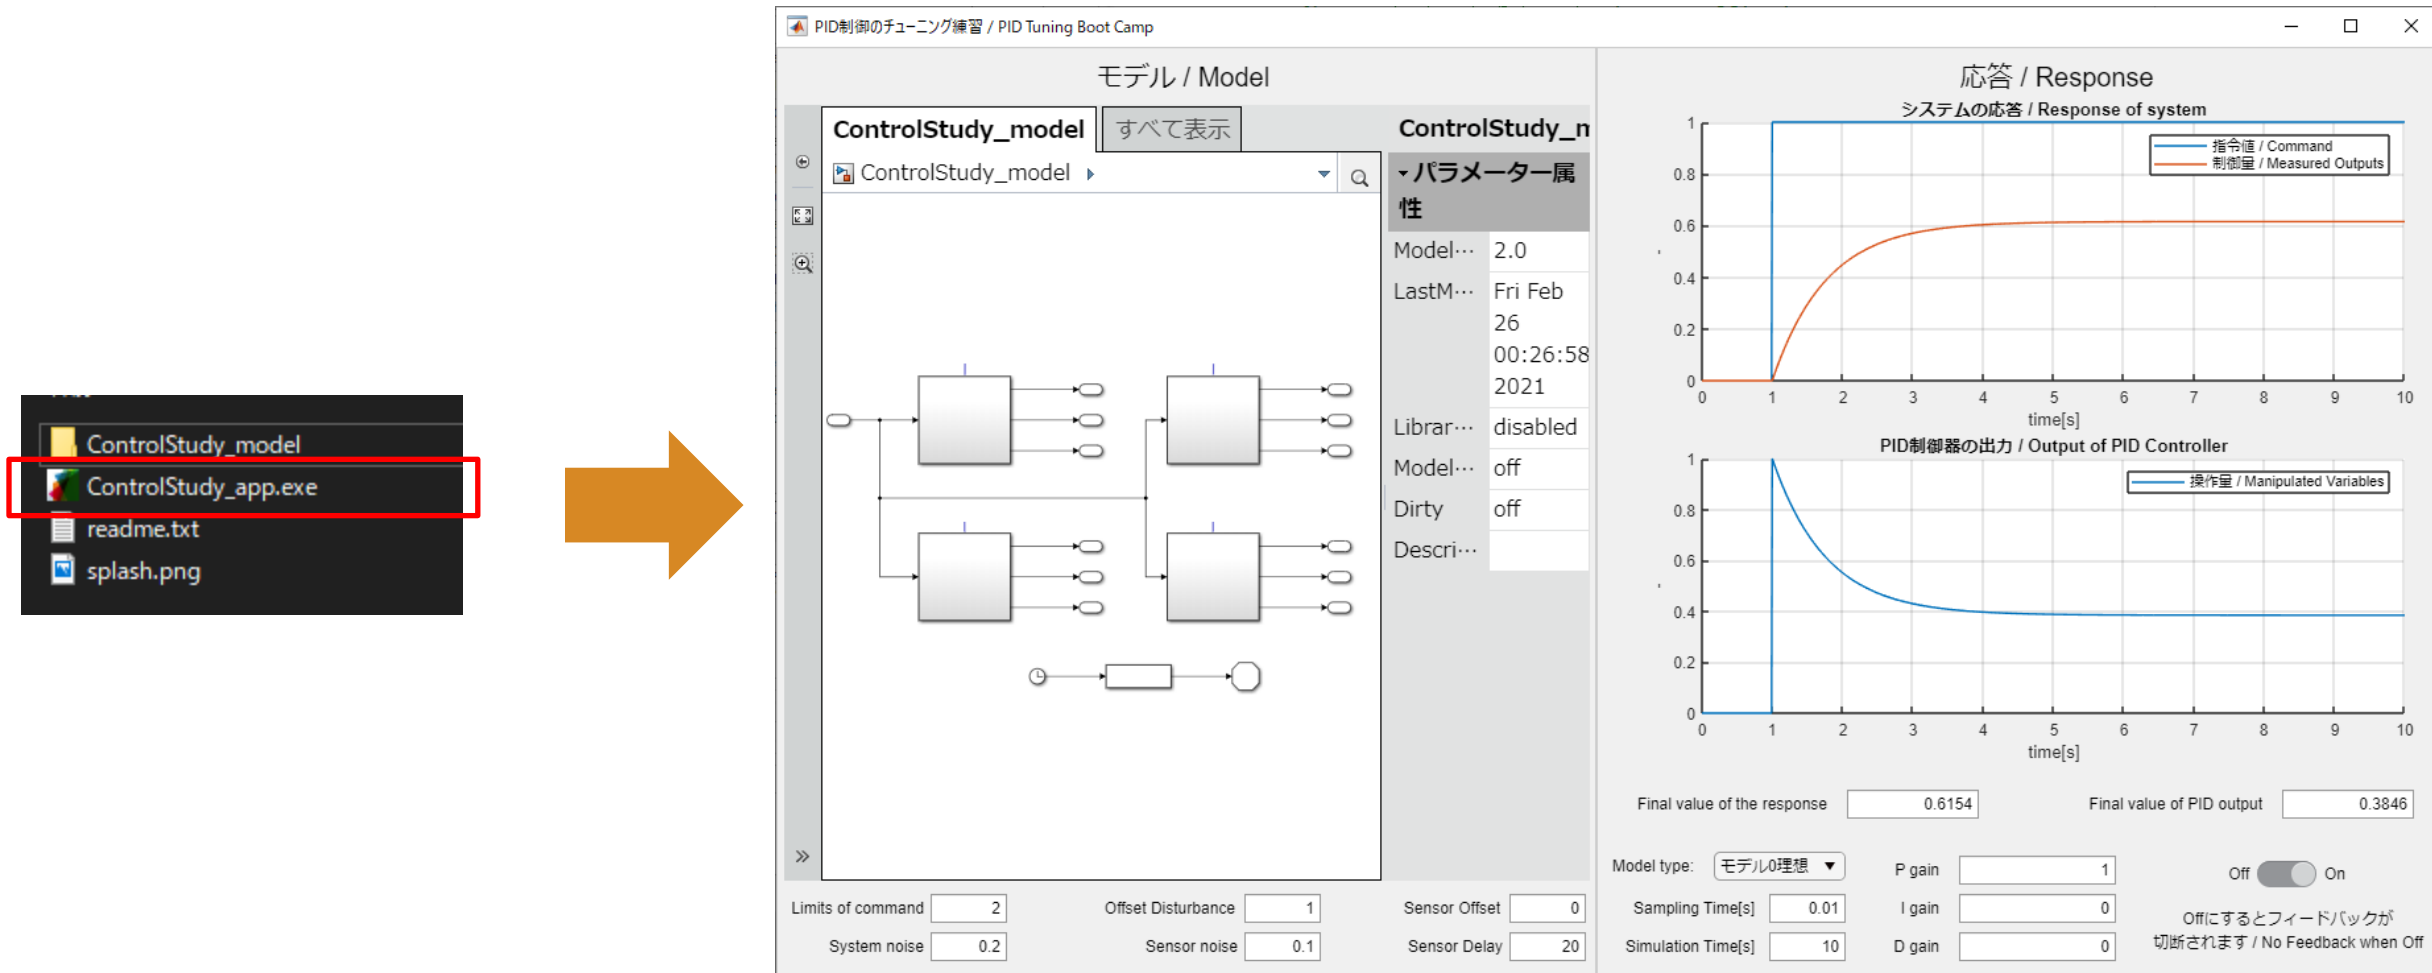 ControlStudy_model
ControlStudy_app.exe
readme.txt
splash.png
PID制御のチューニング練習 / PID Tuning Boot Camp
モデル / Model
ControlStudy_model
すべて表示
ControlStudy_model
ControlStudy_m
パラメーター属
性
Model… 2.0
LastM… Fri Feb
26
00:26:58
2021
Librar… disabled
Model… off
Dirty off
Descri…
Limits of command 2
Offset Disturbance 1
Sensor Offset 0
System noise 0.2
Sensor noise 0.1
Sensor Delay 20
応答 / Response
システムの応答 / Response of system
指令値 / Command
制御量 / Measured Outputs
1
0.8
0.6
0.4
0.2
0
0 1 2 3 4 5 6 7 8 9 10
time[s]
PID制御器の出力 / Output of PID Controller
操作量 / Manipulated Variables
1
0.8
0.6
0.4
0.2
0
0 1 2 3 4 5 6 7 8 9 10
time[s]
Final value of the response 0.6154
Final value of PID output 0.3846
Model type: モデル0理想
P gain 1
Off On
Sampling Time[s] 0.01
I gain 0
Simulation Time[s] 10
D gain 0
Offにするとフィードバックが
切断されます / No Feedback when Off